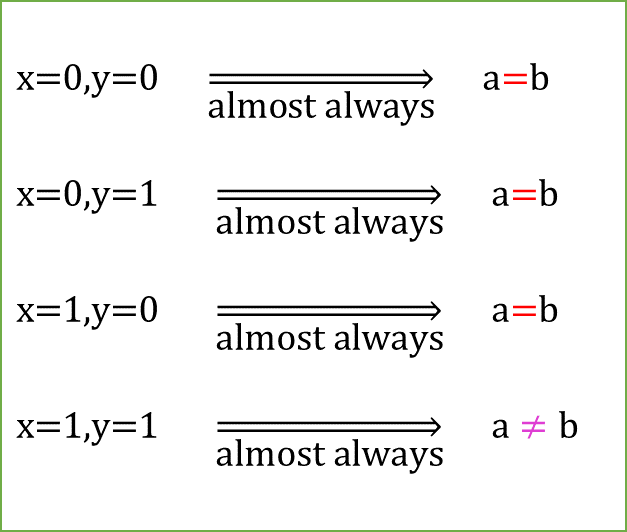 x=0,y=0 ⟹ a=b
almost always
x=0,y=1 ⟹ a=b
almost always
x=1,y=0 ⟹ a=b
almost always
x=1,y=1 ⟹ a ≠ b
almost always